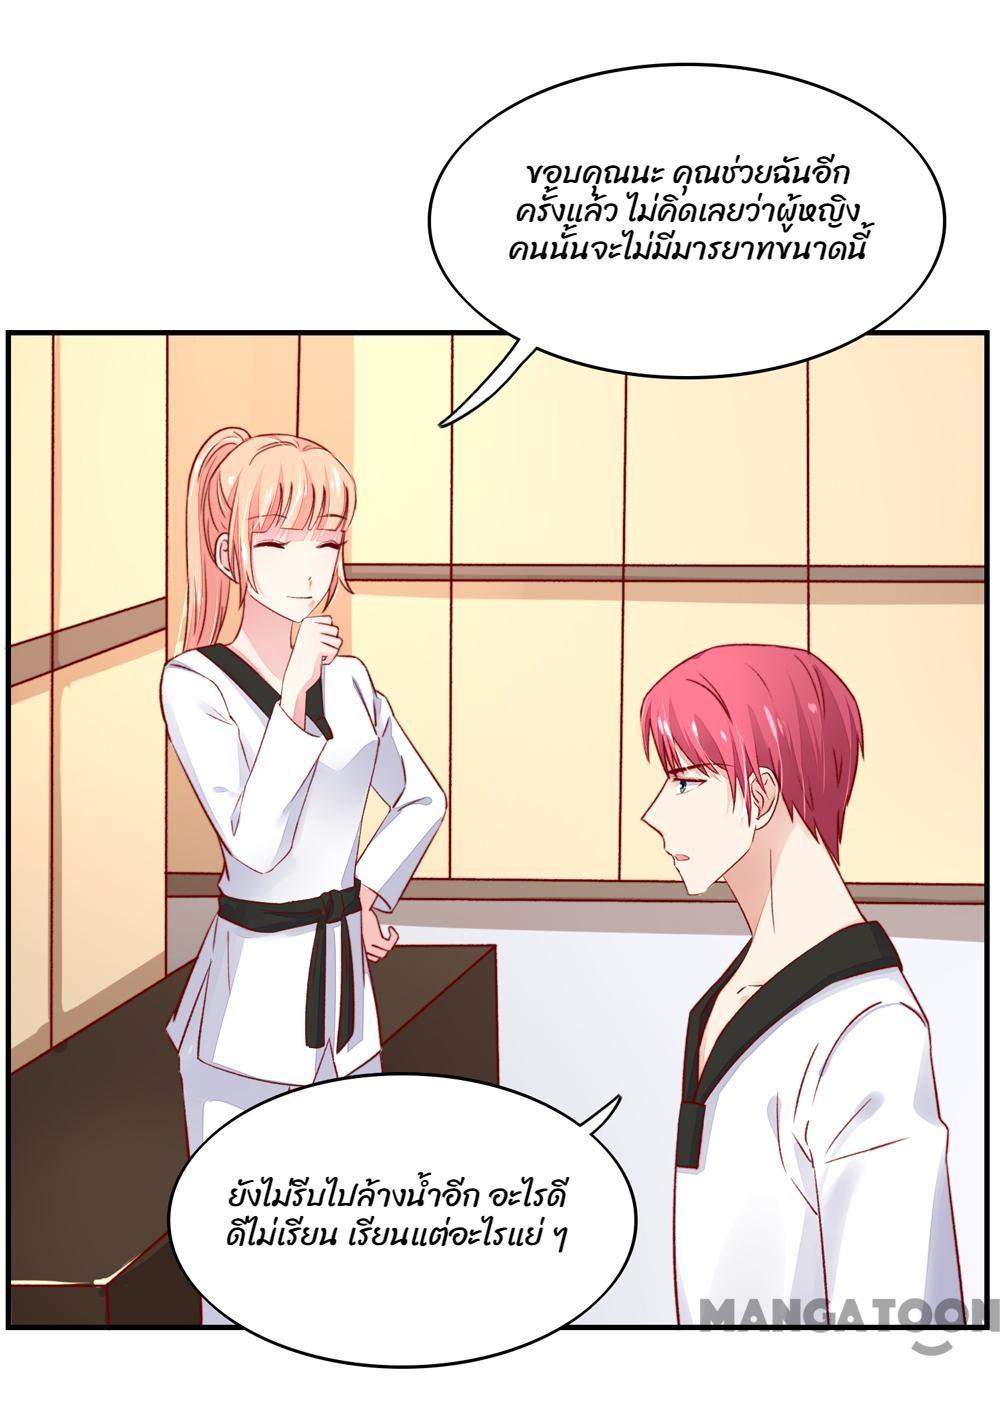 ขอบคุณนะ คุณช่วยฉันอีก
ครั้งแล้ว ไม่คิดเลยว่าผู้หญิง
คนนั้นจะไม่มีมารยาทขนาดนี้
ยังไม่รีบไปล้างน้ำอีก อะไรดี
ดีไม่เรียน เรียนแต่อะไรแย่ ๆ
MANGATOON